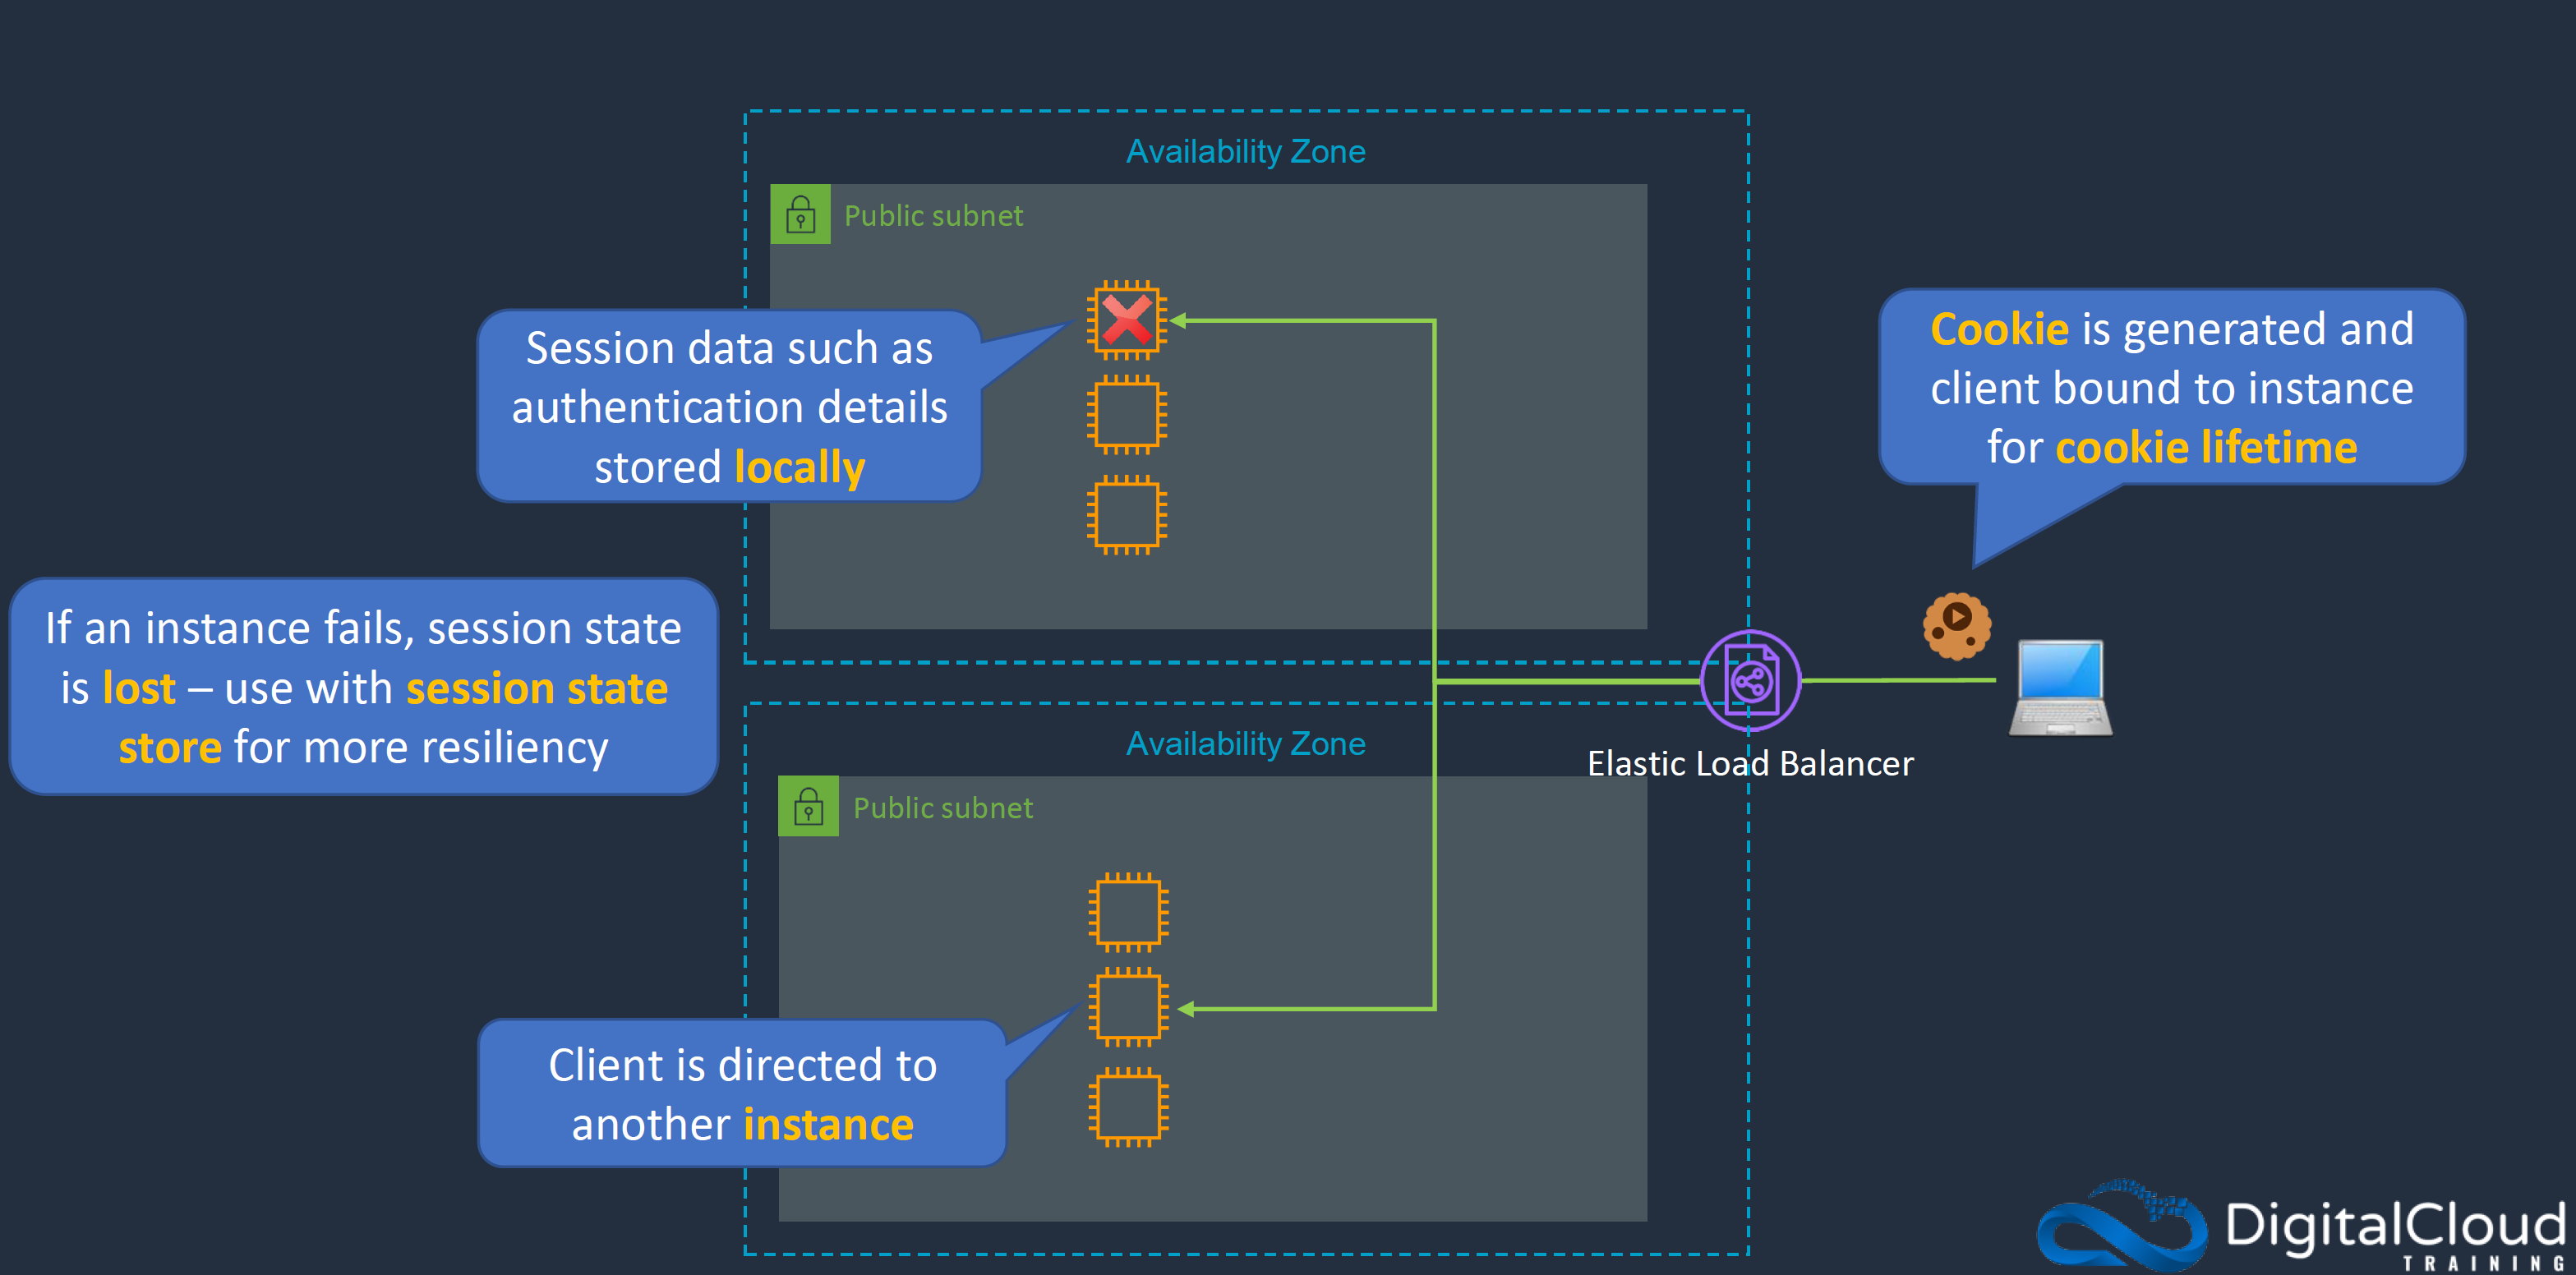 Availability Zone
Public subnet
Session data such as
authentication details
stored locally
Cookie is generated and
client bound to instance
for cookie lifetime
If an instance fails, session state
is lost – use with session state
store for more resiliency
Elastic Load Balancer
Availability Zone
Public subnet
Client is directed to
another instance
DigitalCloud
TRAINING